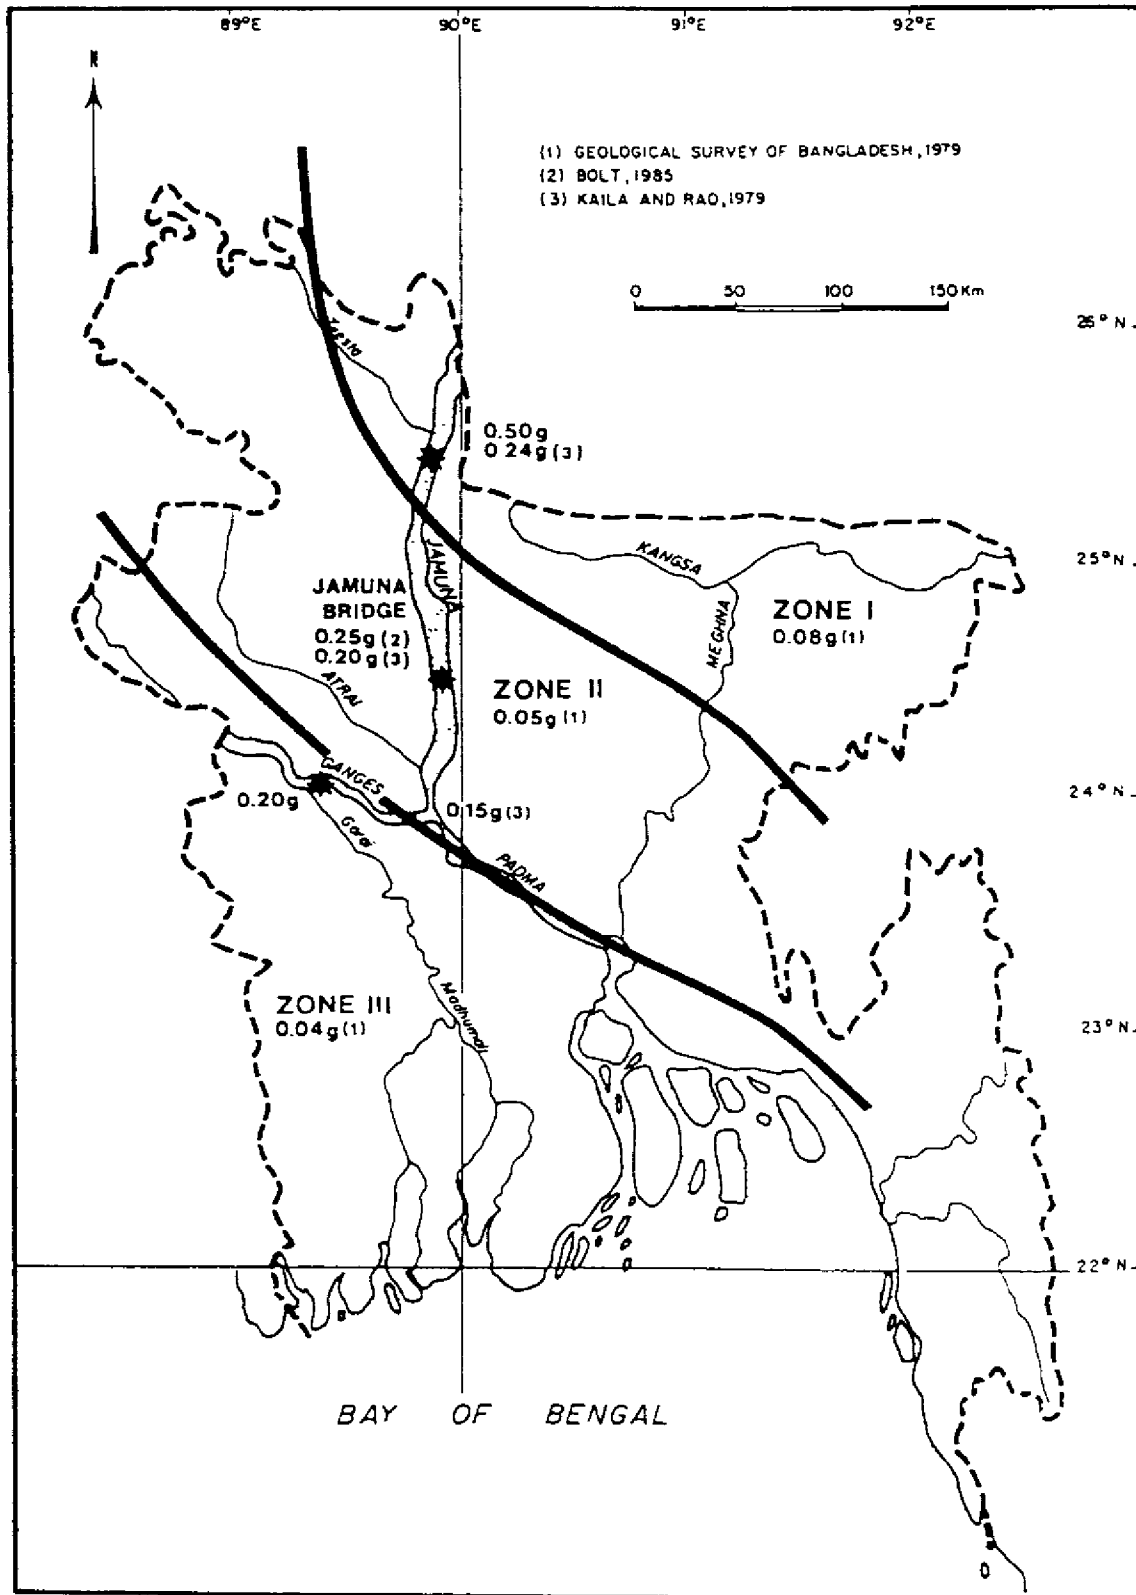 89°E
90°E
91°E
92°E
N
(1) GEOLOGICAL SURVEY OF BANGLADESH, 1979
(2) BOLT, 1985
(3) KAILA AND RAO, 1979
0 50 100 150 Km
26° N
Teesta
0.50g
0.24g (3)
25° N
KANGSA
JAMUNA
JAMUNA
BRIDGE
0.25g (2)
0.20g (3)
MEGHNA
ZONE I
0.08g (1)
ATRAI
ZONE II
0.05g (1)
GANGES
24° N
0.20g
0.15g (3)
Gorai
PADMA
ZONE III
0.04g (1)
Madhumati
23° N
22° N
BAY OF BENGAL